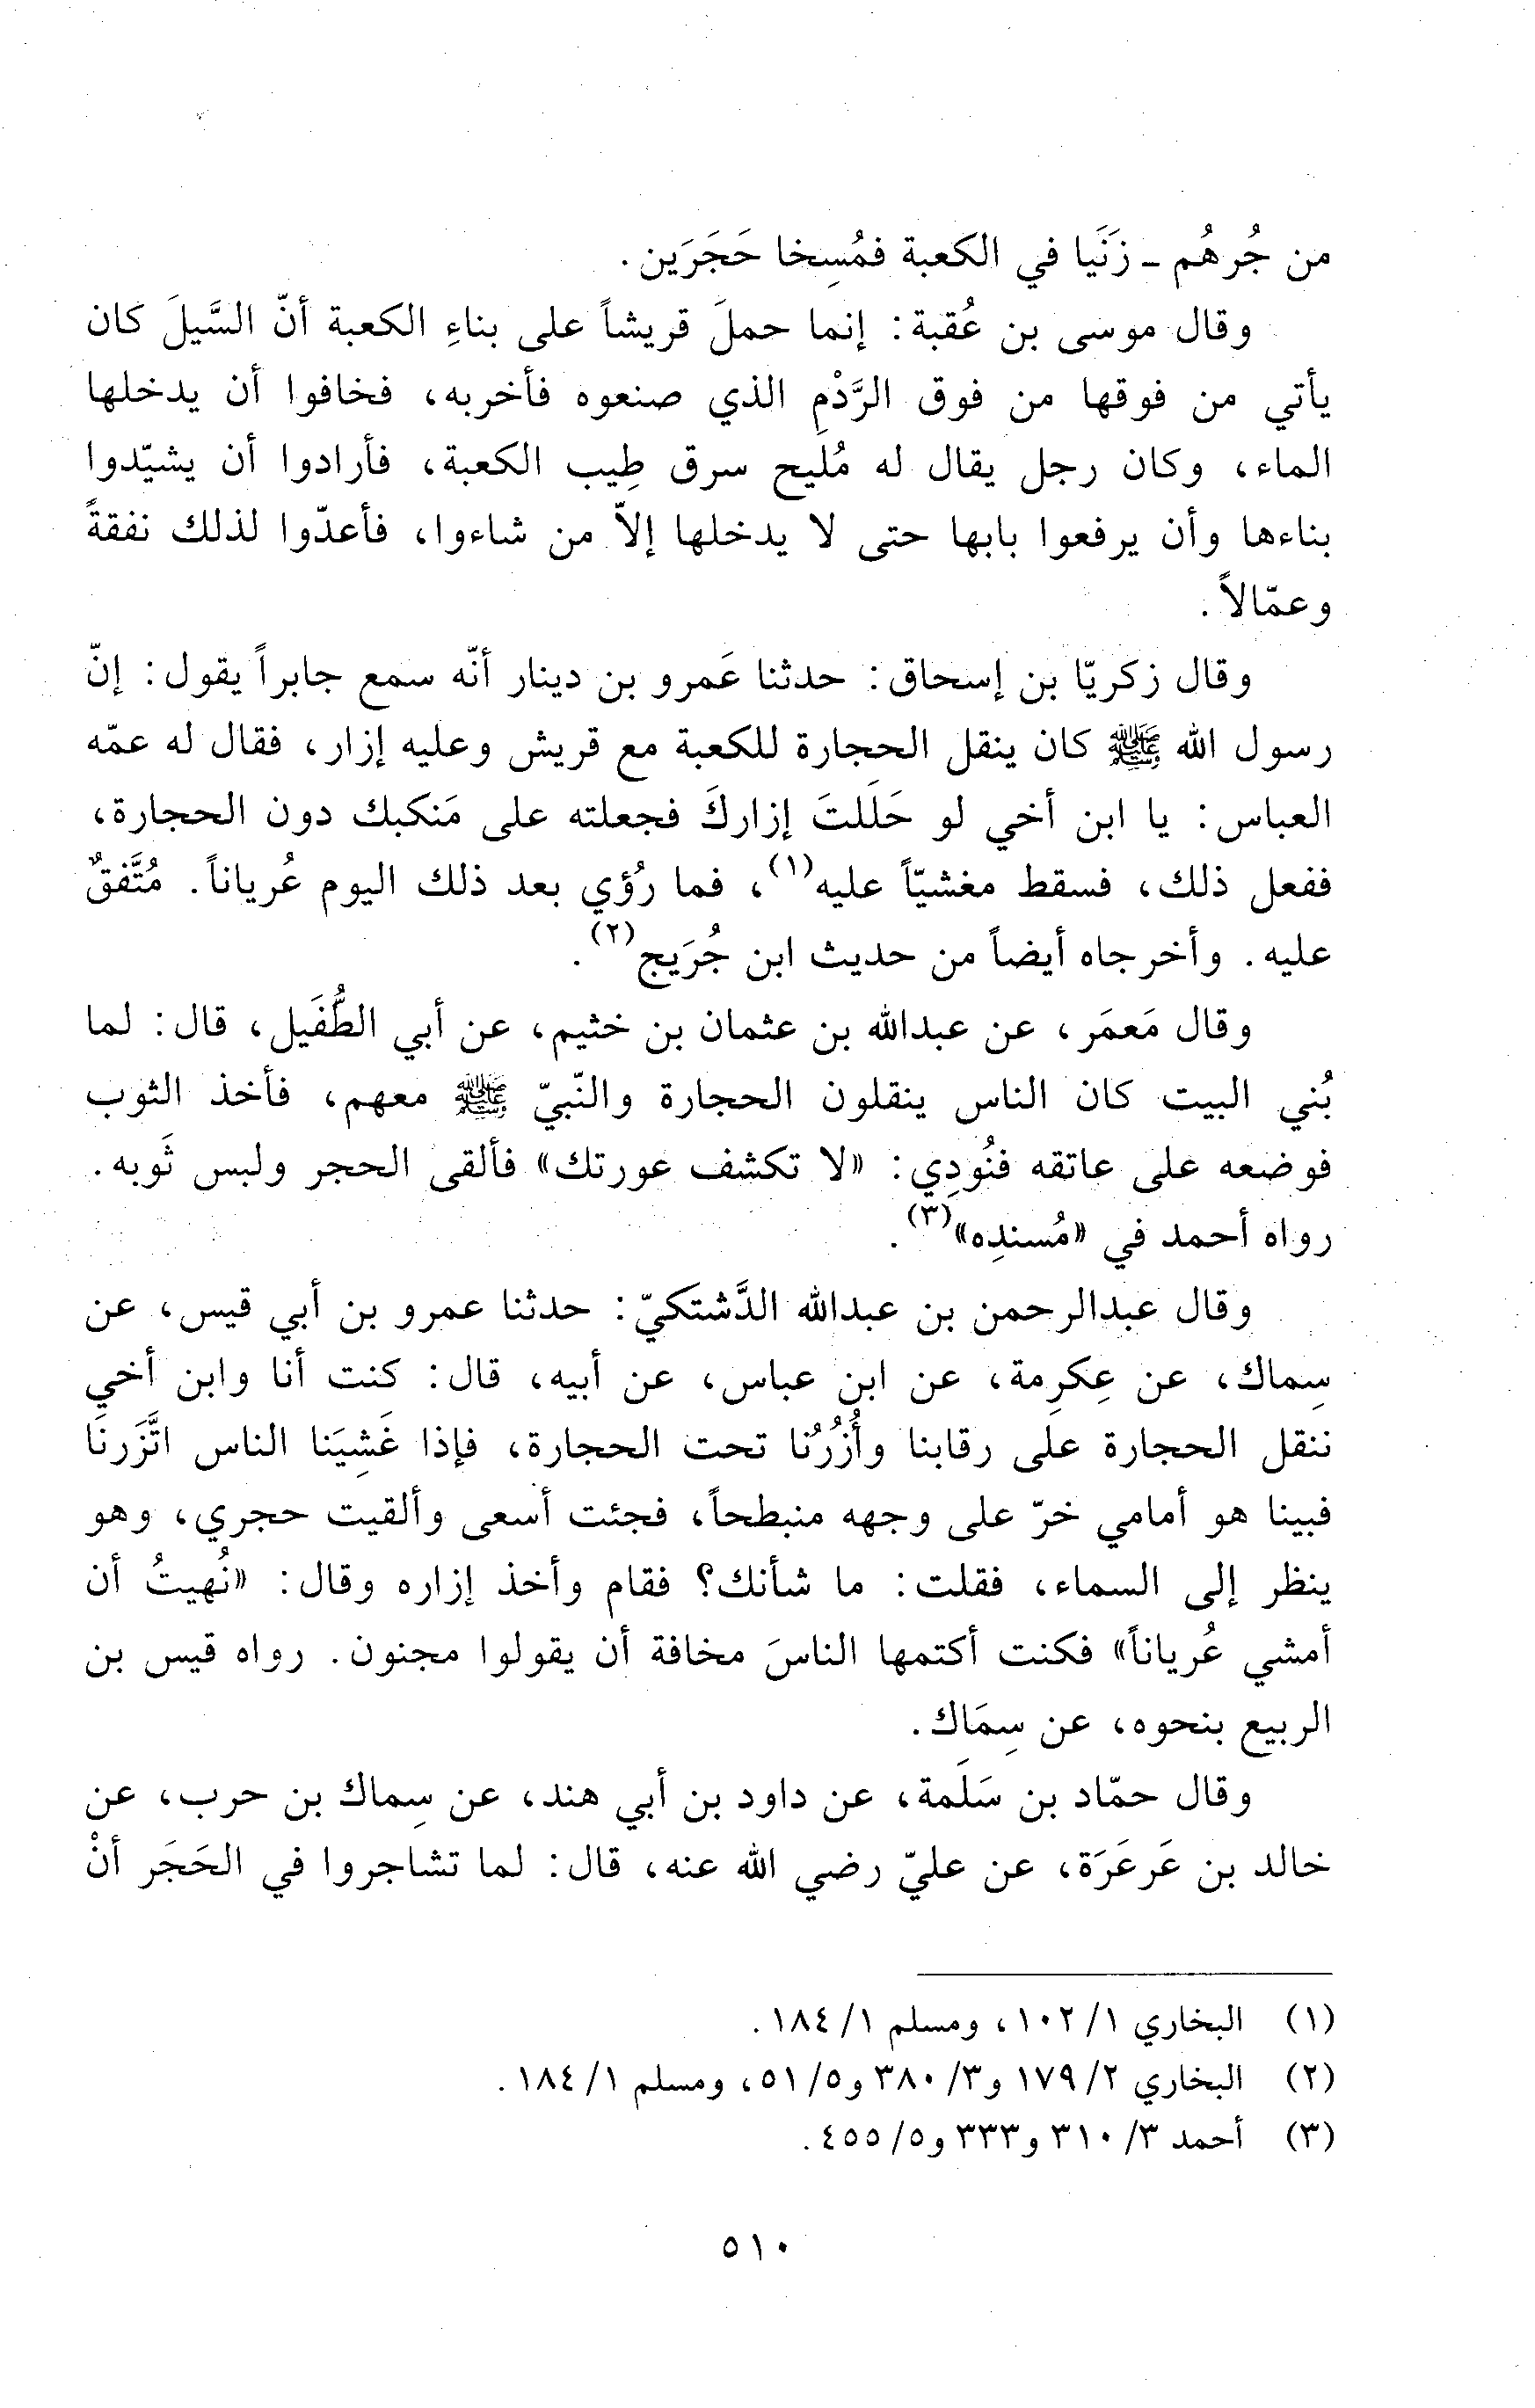 من جُرهُم - زَنَيا في الكعبة فمُسِخا حَجَرَين.
وقال موسى بن عُقبة: إنما حملَ قريشاً على بناءِ الكعبة أنّ السَّيلَ كان
يأتي من فوقها من فوق الرَّدْمِ الذي صنعوه فأخربه، فخافوا أن يدخلها
الماء، وكان رجل يقال له مُلَيح سرق طِيب الكعبة، فأرادوا أن يشيّدوا
بناءها وأن يرفعوا بابها حتى لا يدخلها إلاّ من شاءوا، فأعدّوا لذلك نفقةً
وعمّالاً.
وقال زكريّا بن إسحاق: حدثنا عَمرو بن دينار أنّه سمع جابراً يقول: إنّ
رسول الله ﷺ كان ينقل الحجارة للكعبة مع قريش وعليه إزار، فقال له عمّه
العباس: يا ابن أخي لو حَلَلتَ إزاركَ فجعلته على مَنكبك دون الحجارة،
ففعل ذلك، فسقط مغشيّاً عليه(١)، فما رُؤي بعد ذلك اليوم عُرياناً. مُتَّفقٌ
عليه. وأخرجاه أيضاً من حديث ابن جُرَيج(٢).
وقال مَعمَر، عن عبدالله بن عثمان بن خثيم، عن أبي الطُّفَيل، قال: لما
بُني البيت كان الناس ينقلون الحجارة والنّبيّ ﷺ معهم، فأخذ الثوب
فوضعه على عاتقه فنُودِي: «لا تكشف عورتك» فألقى الحجر ولبس ثَوبه.
رواه أحمد في «مُسندِه»(٣).
وقال عبدالرحمن بن عبدالله الدَّشتكيّ: حدثنا عمرو بن أبي قيس، عن
سِماك، عن عِكرِمة، عن ابن عباس، عن أبيه، قال: كنت أنا وابن أخي
ننقل الحجارة على رقابنا وأُزُرُنا تحت الحجارة، فإذا غَشِيَنا الناس اتَّزَرنَا
فبينا هو أمامي خرّ على وجهه منبطحاً، فجئت أسعى وألقيت حجري، وهو
ينظر إلى السماء، فقلت: ما شأنك؟ فقام وأخذ إزاره وقال: «نُهيتُ أن
أمشي عُرياناً» فكنت أكتمها الناسَ مخافة أن يقولوا مجنون. رواه قيس بن
الربيع بنحوه، عن سِمَاك.
وقال حمّاد بن سَلَمة، عن داود بن أبي هند، عن سِماك بن حرب، عن
خالد بن عَرعَرَة، عن عليّ رضي الله عنه، قال: لما تشاجروا في الحَجَر أنْ
(١) البخاري ١/ ١٠٢، ومسلم ١/ ١٨٤.
(٢) البخاري ٢/ ١٧٩ و٣/ ٣٨٠ و٥/ ٥١، ومسلم ١/ ١٨٤.
(٣) أحمد ٣/ ٣١٠ و٣٣٣ و٥/ ٤٥٥.
٥١٠